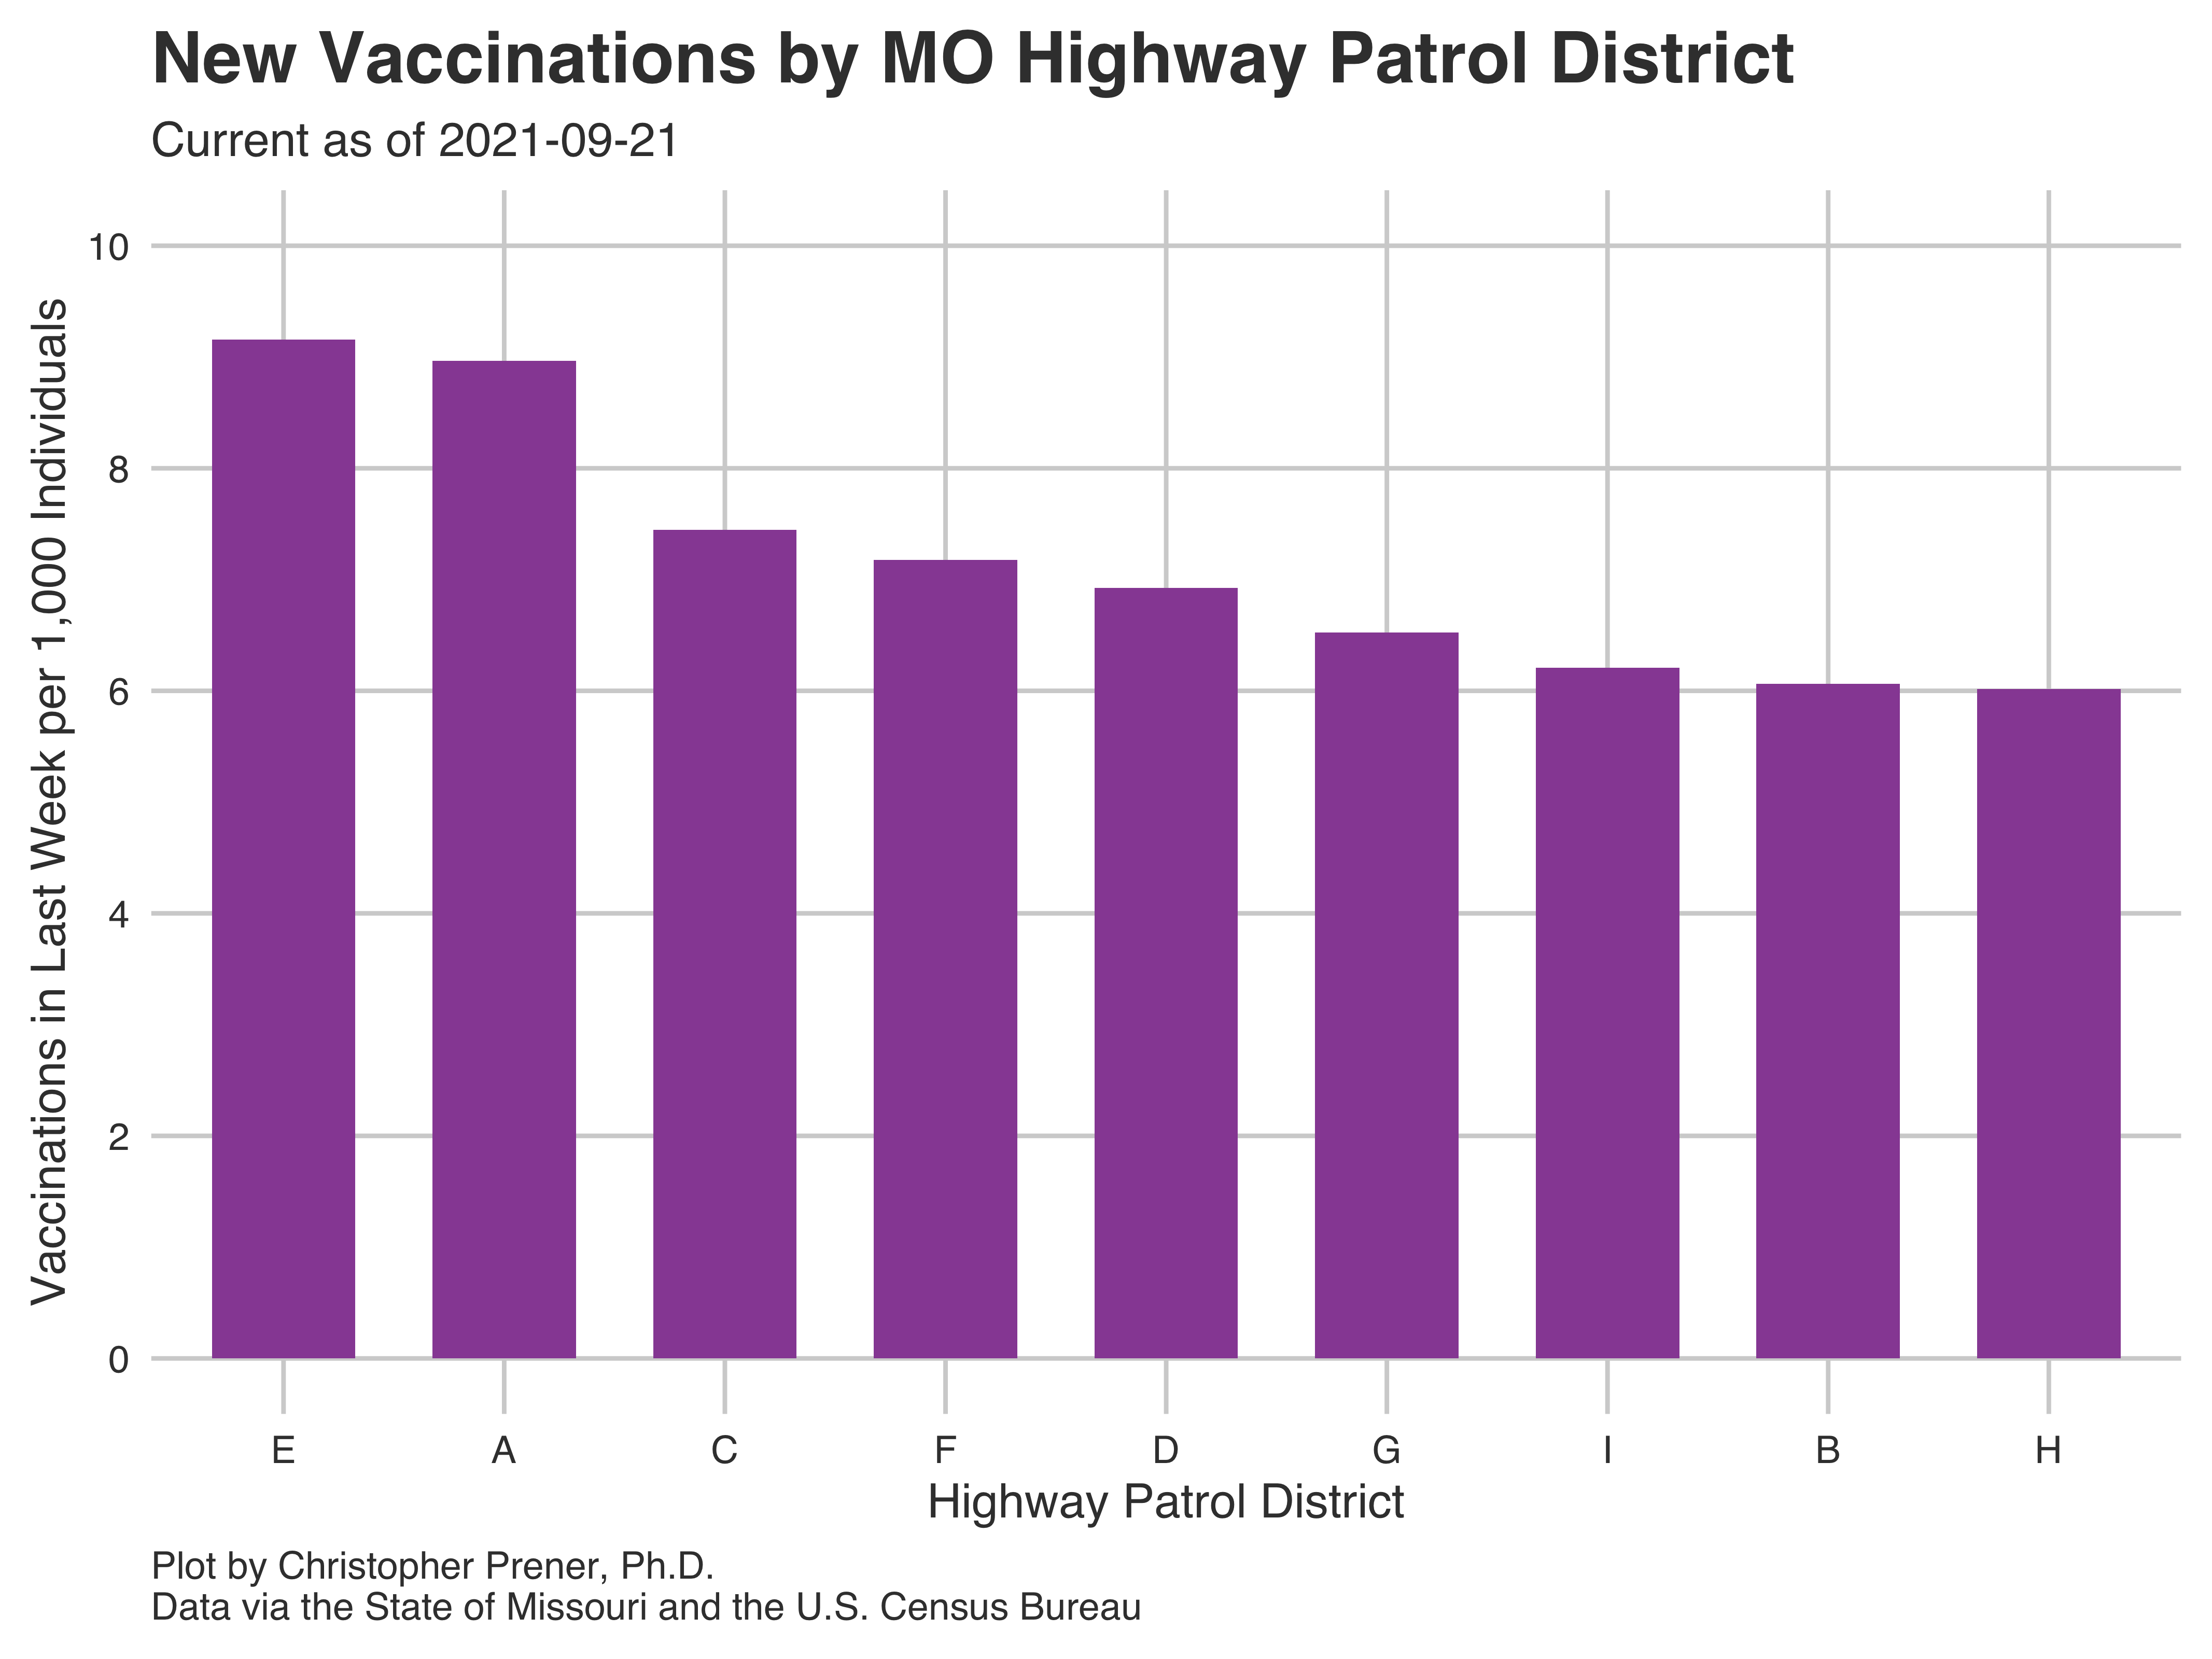 New Vaccinations by MO Highway Patrol District
Current as of 2021-09-21
Vaccinations in Last Week per 1,000 Individuals
10
8
6
4
2
0
E A C F D G I B H
Highway Patrol District
Plot by Christopher Prener, Ph.D.
Data via the State of Missouri and the U.S. Census Bureau